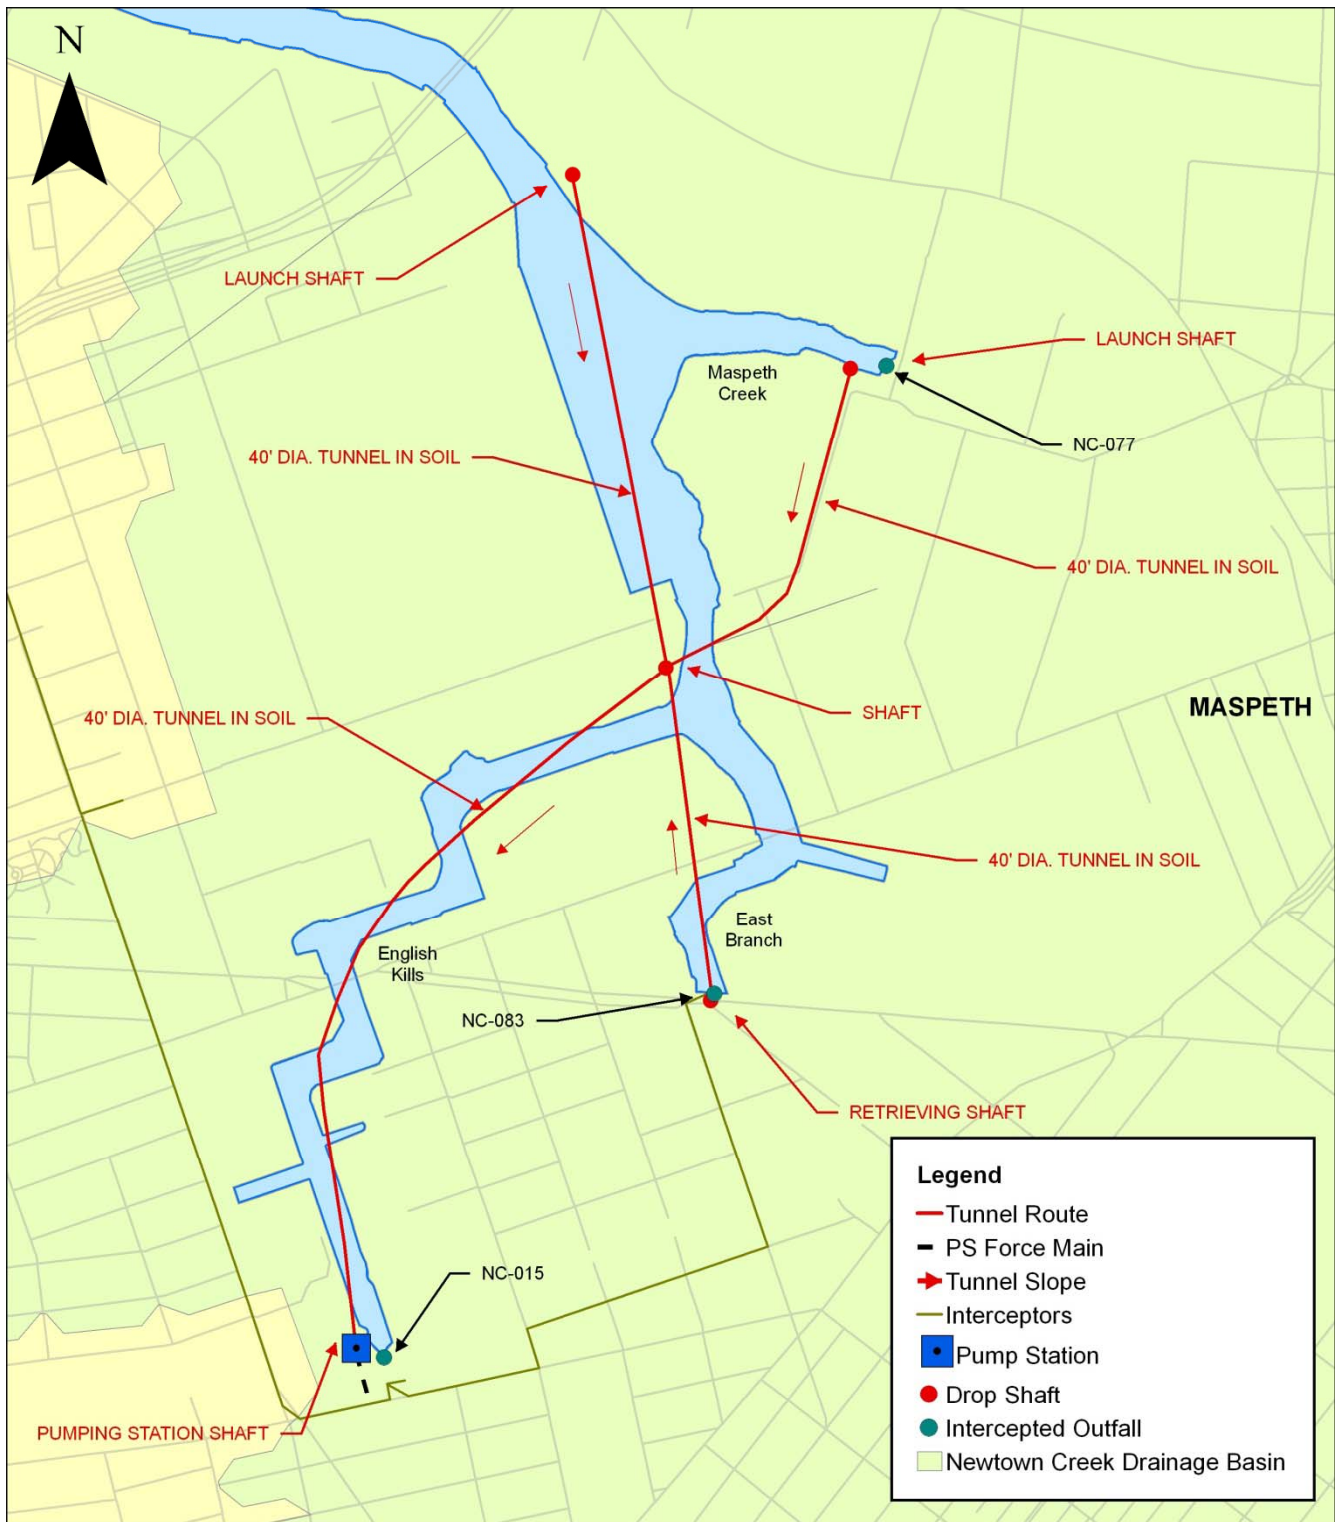 N
LAUNCH SHAFT
LAUNCH SHAFT
Maspeth
Creek
NC-077
40' DIA. TUNNEL IN SOIL
40' DIA. TUNNEL IN SOIL
MASPETH
SHAFT
40' DIA. TUNNEL IN SOIL
40' DIA. TUNNEL IN SOIL
East
Branch
English
Kills
NC-083
RETRIEVING SHAFT
NC-015
PUMPING STATION SHAFT
Legend
Tunnel Route
PS Force Main
Tunnel Slope
Interceptors
Pump Station
Drop Shaft
Intercepted Outfall
Newtown Creek Drainage Basin